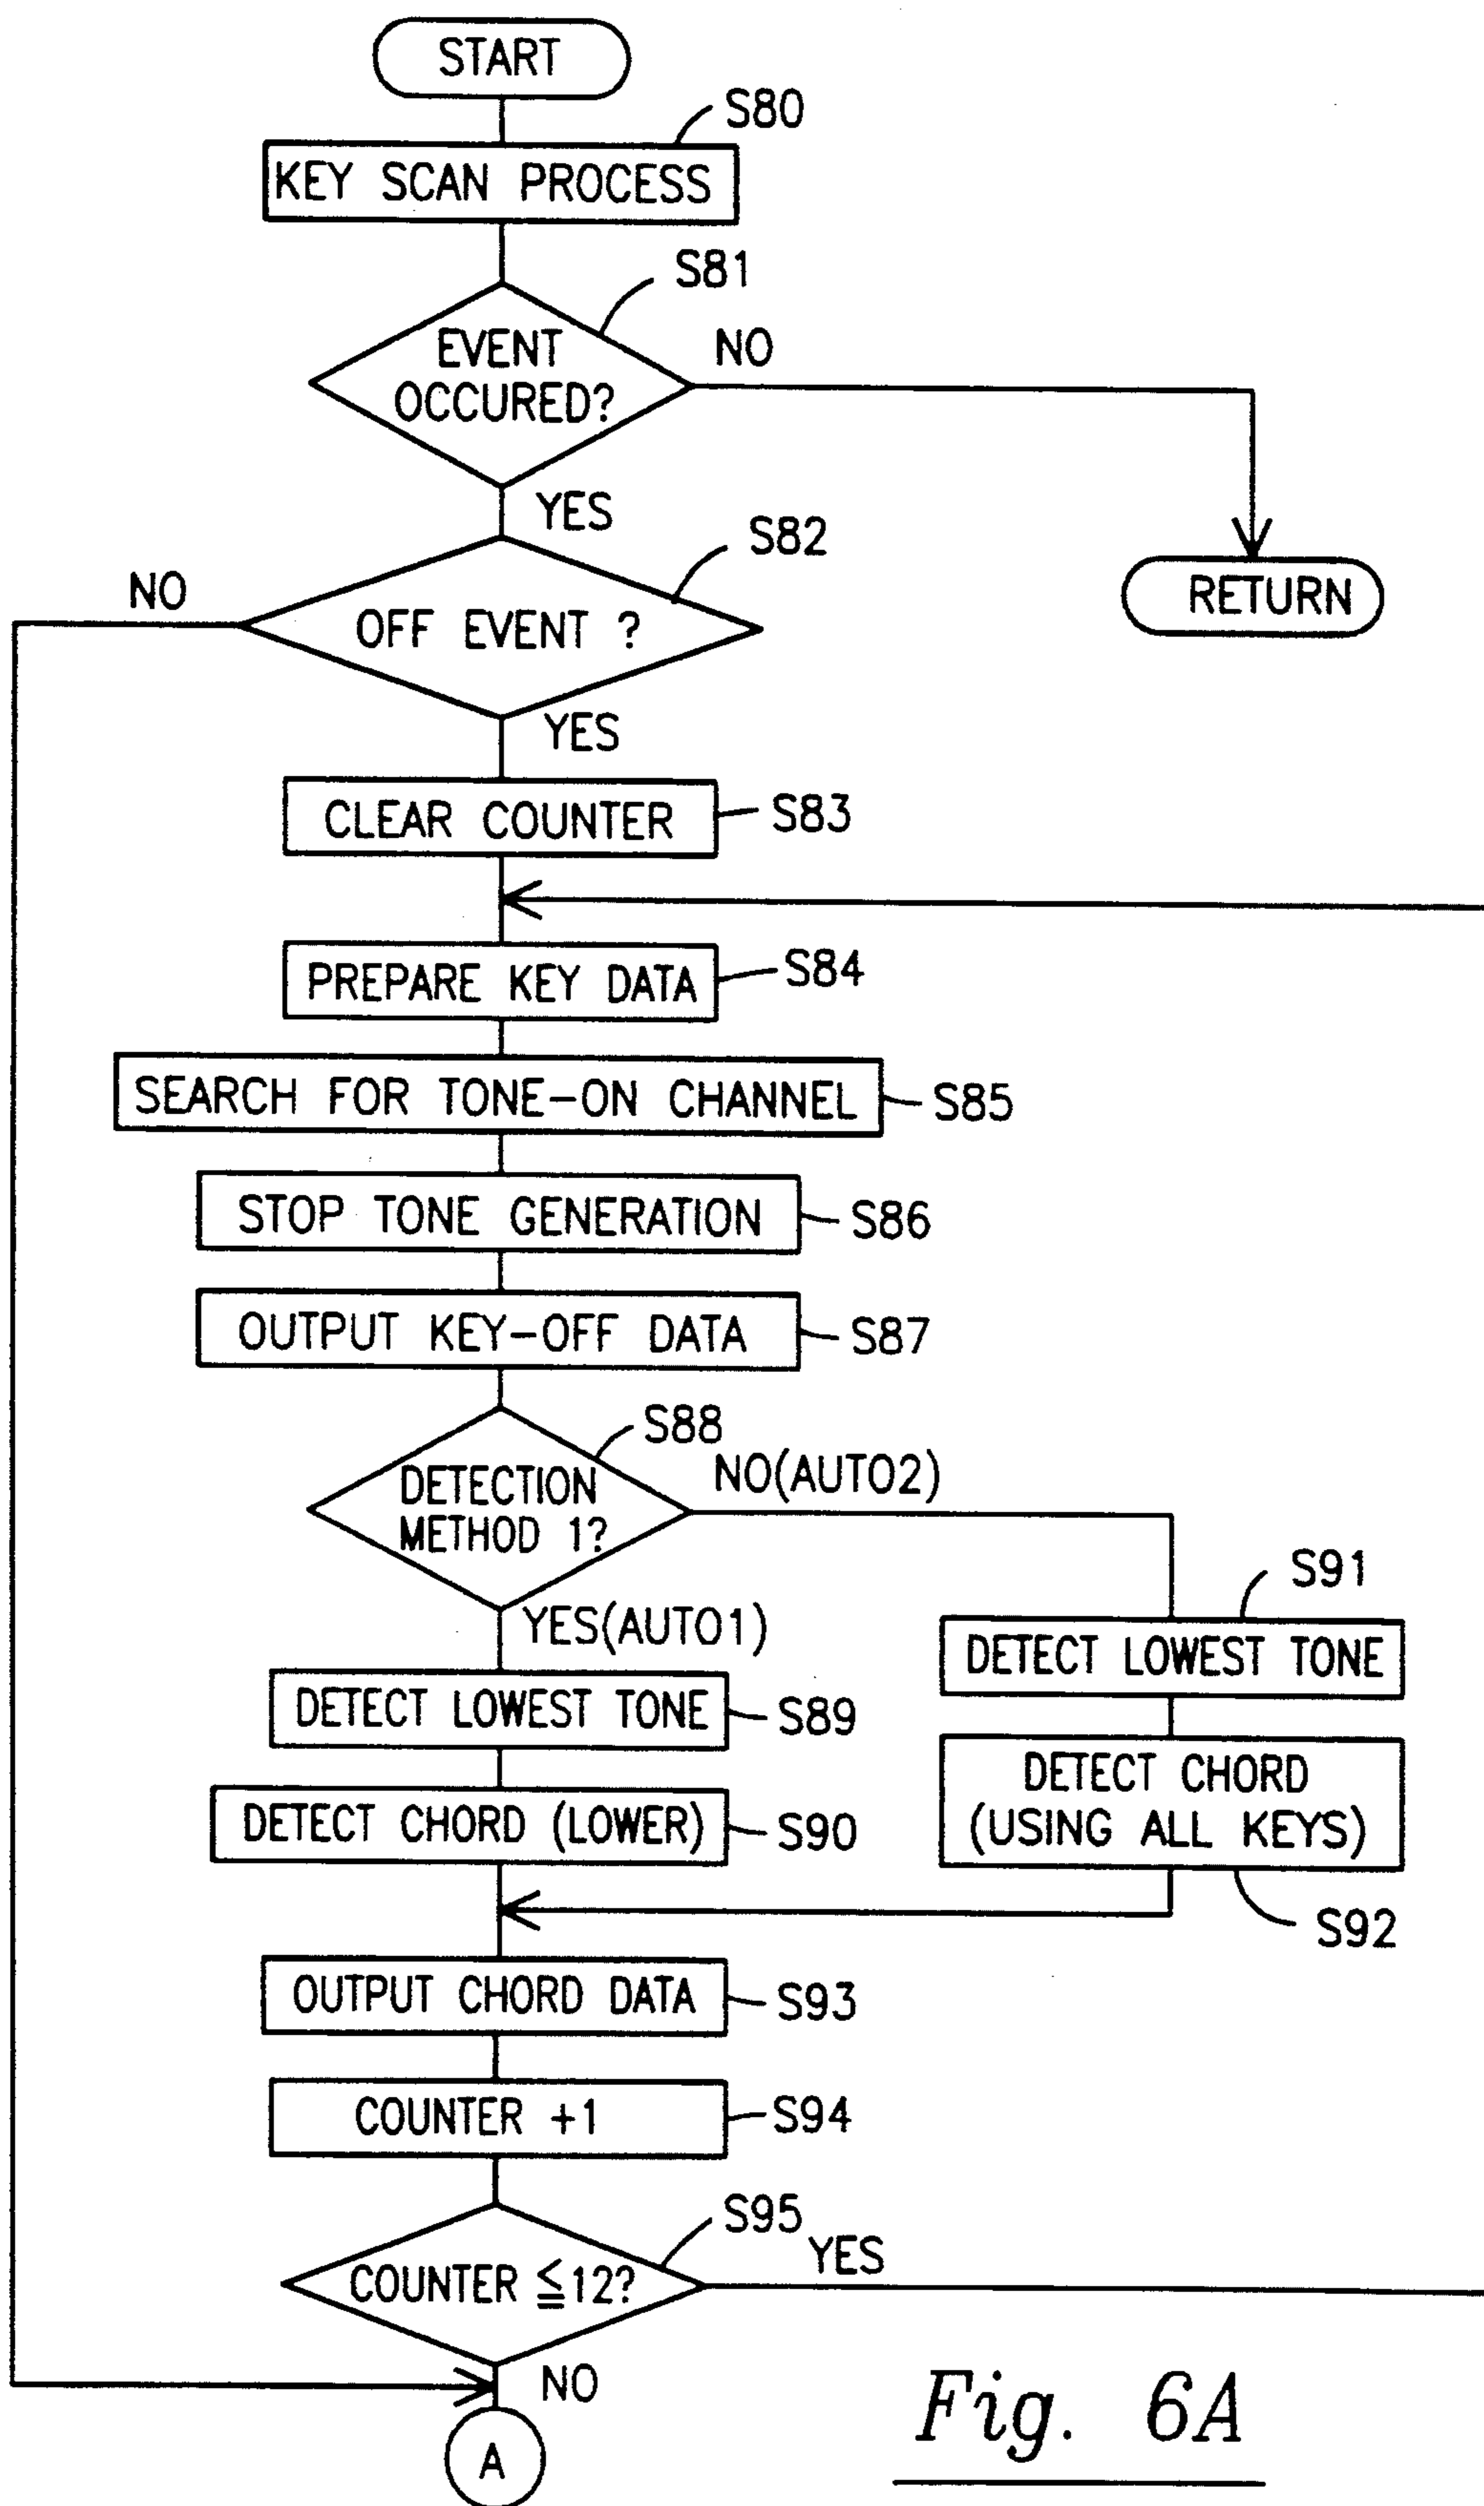 START
S80
KEY SCAN PROCESS
S81
EVENT
OCCURED?
NO
YES
S82
NO
OFF EVENT ?
RETURN
YES
CLEAR COUNTER
S83
PREPARE KEY DATA
S84
SEARCH FOR TONE-ON CHANNEL
S85
STOP TONE GENERATION
S86
OUTPUT KEY-OFF DATA
S87
S88
DETECTION
METHOD 1?
NO(AUTO2)
YES(AUTO1)
S91
DETECT LOWEST TONE
DETECT LOWEST TONE
S89
DETECT CHORD
(USING ALL KEYS)
DETECT CHORD (LOWER)
S90
S92
OUTPUT CHORD DATA
S93
COUNTER +1
S94
S95
COUNTER ≦12?
YES
NO
A
Fig. 6A